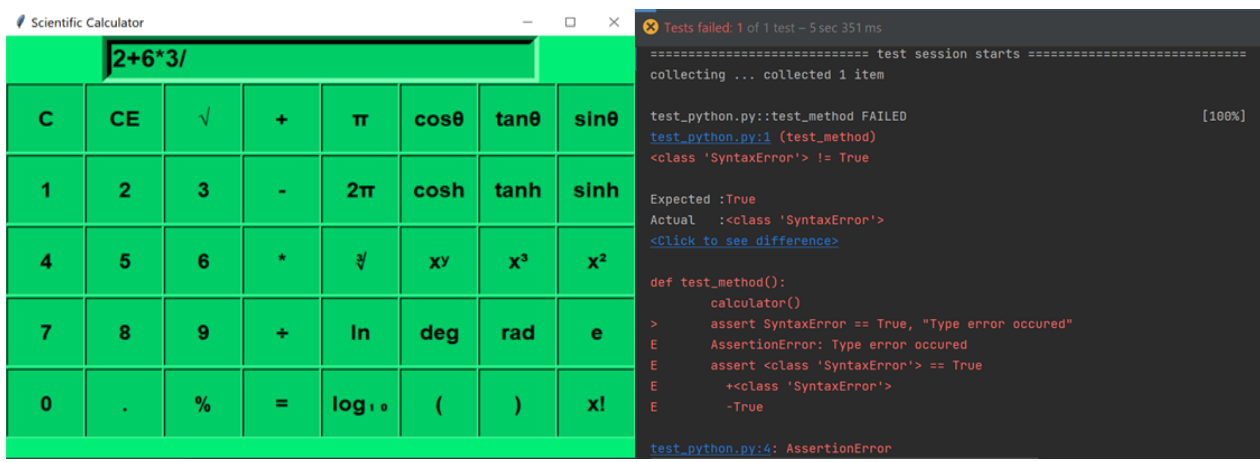 Scientific Calculator
2+6*3/
C CE √ + π cosθ tanθ sinθ
1 2 3 - 2π cosh tanh sinh
4 5 6 * ∛ xʸ x³ x²
7 8 9 ÷ ln deg rad e
0 . % = log₁₀ ( ) x!
Tests failed: 1 of 1 test – 5 sec 351 ms
============================= test session starts =============================
collecting ... collected 1 item
test_python.py::test_method FAILED [100%]
test_python.py:1 (test_method)
<class 'SyntaxError'> != True
Expected :True
Actual :<class 'SyntaxError'>
<Click to see difference>
def test_method():
calculator()
> assert SyntaxError == True, "Type error occured"
E AssertionError: Type error occured
E assert <class 'SyntaxError'> == True
E +<class 'SyntaxError'>
E -True
test_python.py:4: AssertionError